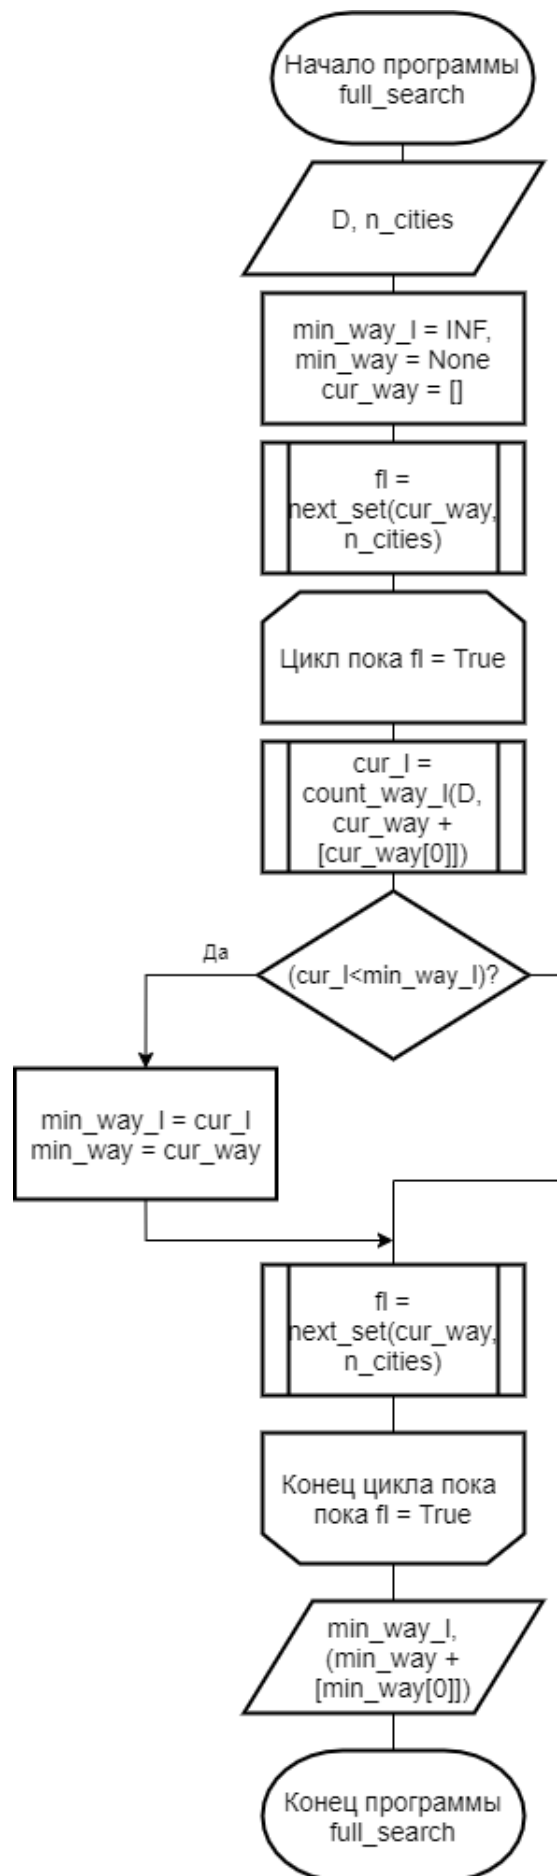 Начало программы
full_search
D, n_cities
min_way_l = INF,
min_way = None
cur_way = []
fl =
next_set(cur_way,
n_cities)
Цикл пока fl = True
cur_l =
count_way_l(D,
cur_way +
[cur_way[0]])
Да
(cur_l<min_way_l)?
min_way_l = cur_l
min_way = cur_way
fl =
next_set(cur_way,
n_cities)
Конец цикла пока
пока fl = True
min_way_l,
(min_way +
[min_way[0]])
Конец программы
full_search